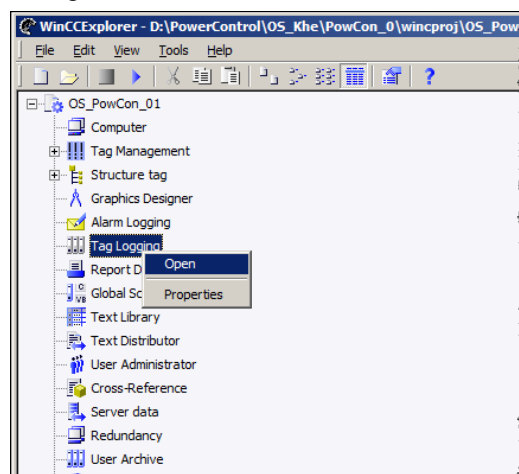 WinCCExplorer - D:\PowerControl\OS_Khe\PowCon_0\wincproj\OS_Pow
File Edit View Tools Help
OS_PowCon_01
Computer
Tag Management
Structure tag
Graphics Designer
Alarm Logging
Tag Logging
Open
Report D
Global Sc
Properties
Text Library
Text Distributor
User Administrator
Cross-Reference
Server data
Redundancy
User Archive